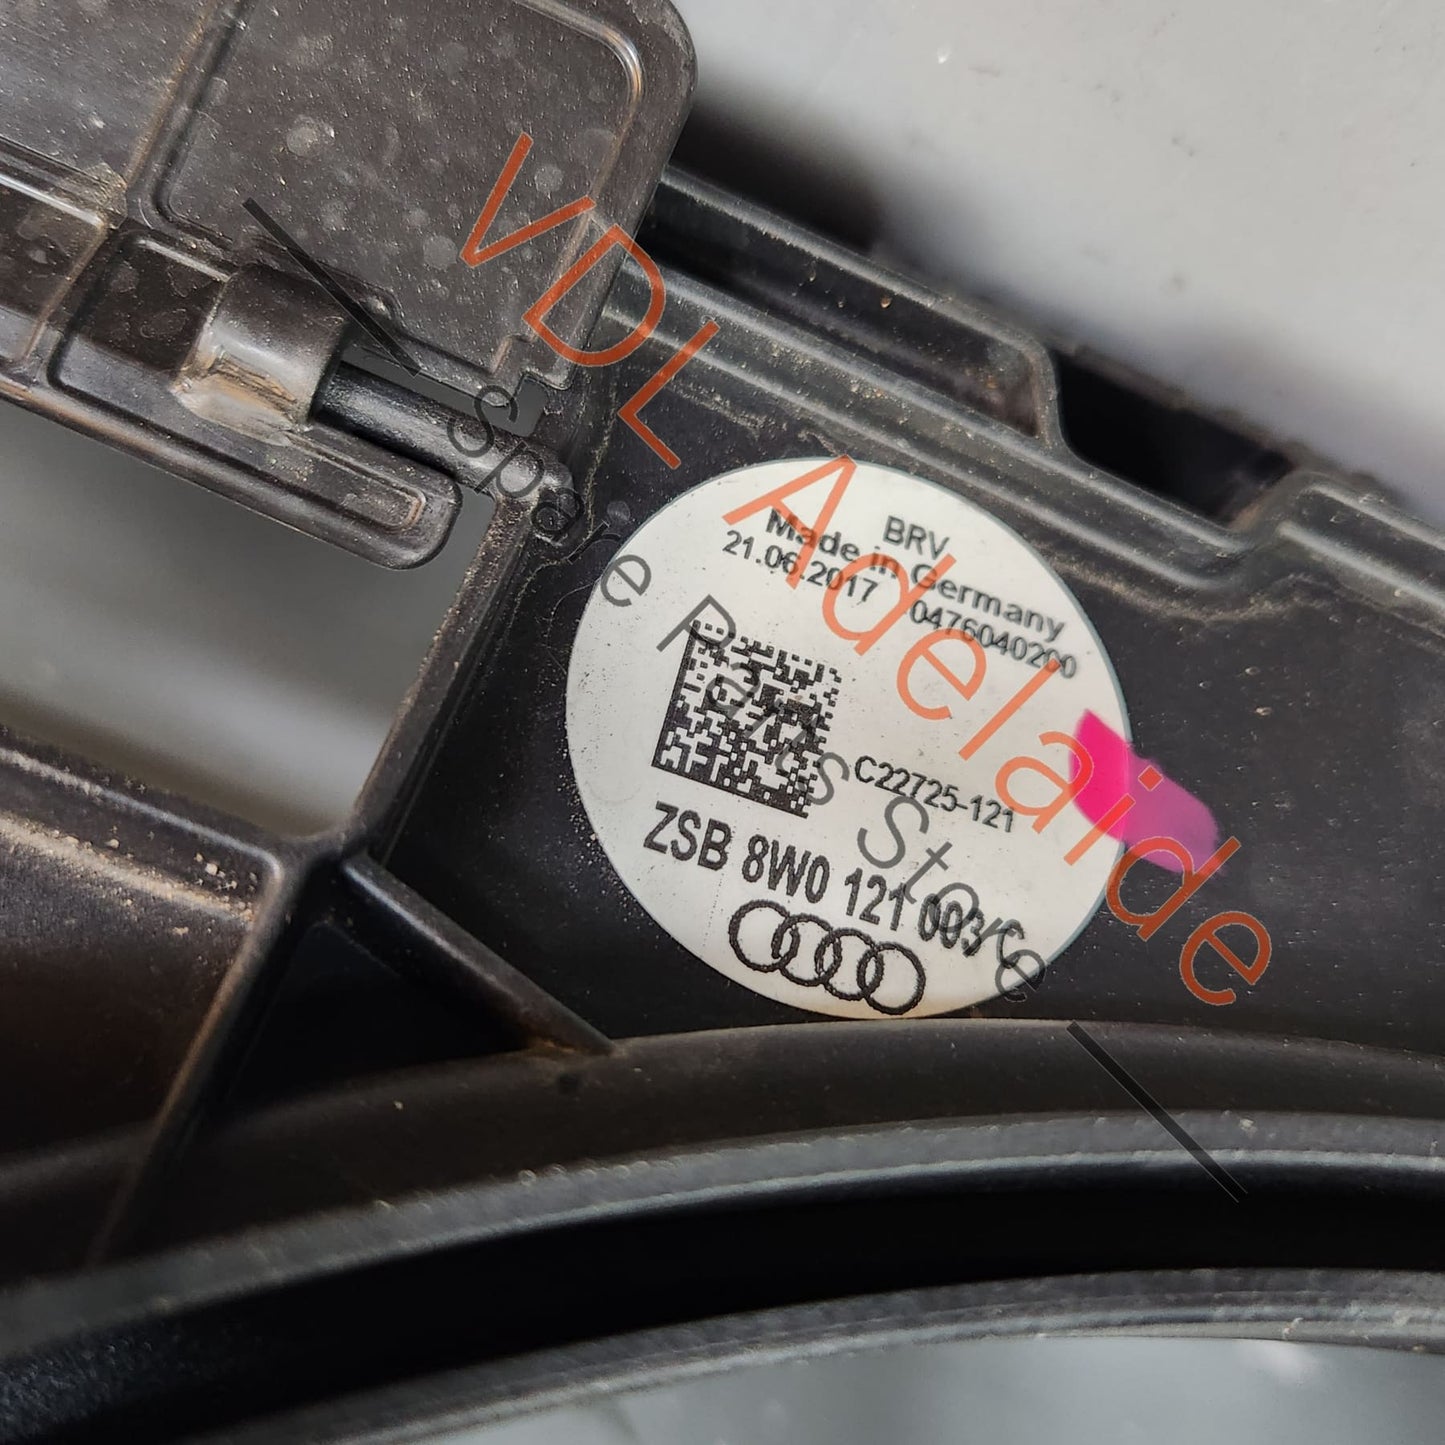 VDL Adelaide
Spare Parts Store
BRV
Made in Germany
21.06.2017 .0476040200
C22725-121
ZSB 8W0 121 003 C